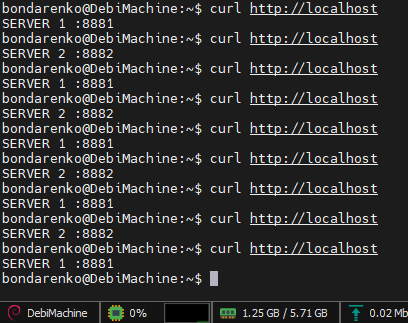 bondarenko@DebiMachine:~$ curl http://localhost
SERVER 1 :8881
bondarenko@DebiMachine:~$ curl http://localhost
SERVER 2 :8882
bondarenko@DebiMachine:~$ curl http://localhost
SERVER 1 :8881
bondarenko@DebiMachine:~$ curl http://localhost
SERVER 2 :8882
bondarenko@DebiMachine:~$ curl http://localhost
SERVER 1 :8881
bondarenko@DebiMachine:~$ curl http://localhost
SERVER 2 :8882
bondarenko@DebiMachine:~$ curl http://localhost
SERVER 1 :8881
bondarenko@DebiMachine:~$ curl http://localhost
SERVER 2 :8882
bondarenko@DebiMachine:~$ curl http://localhost
SERVER 1 :8881
bondarenko@DebiMachine:~$
DebiMachine 0% 1.25 GB / 5.71 GB 0.02 Mb